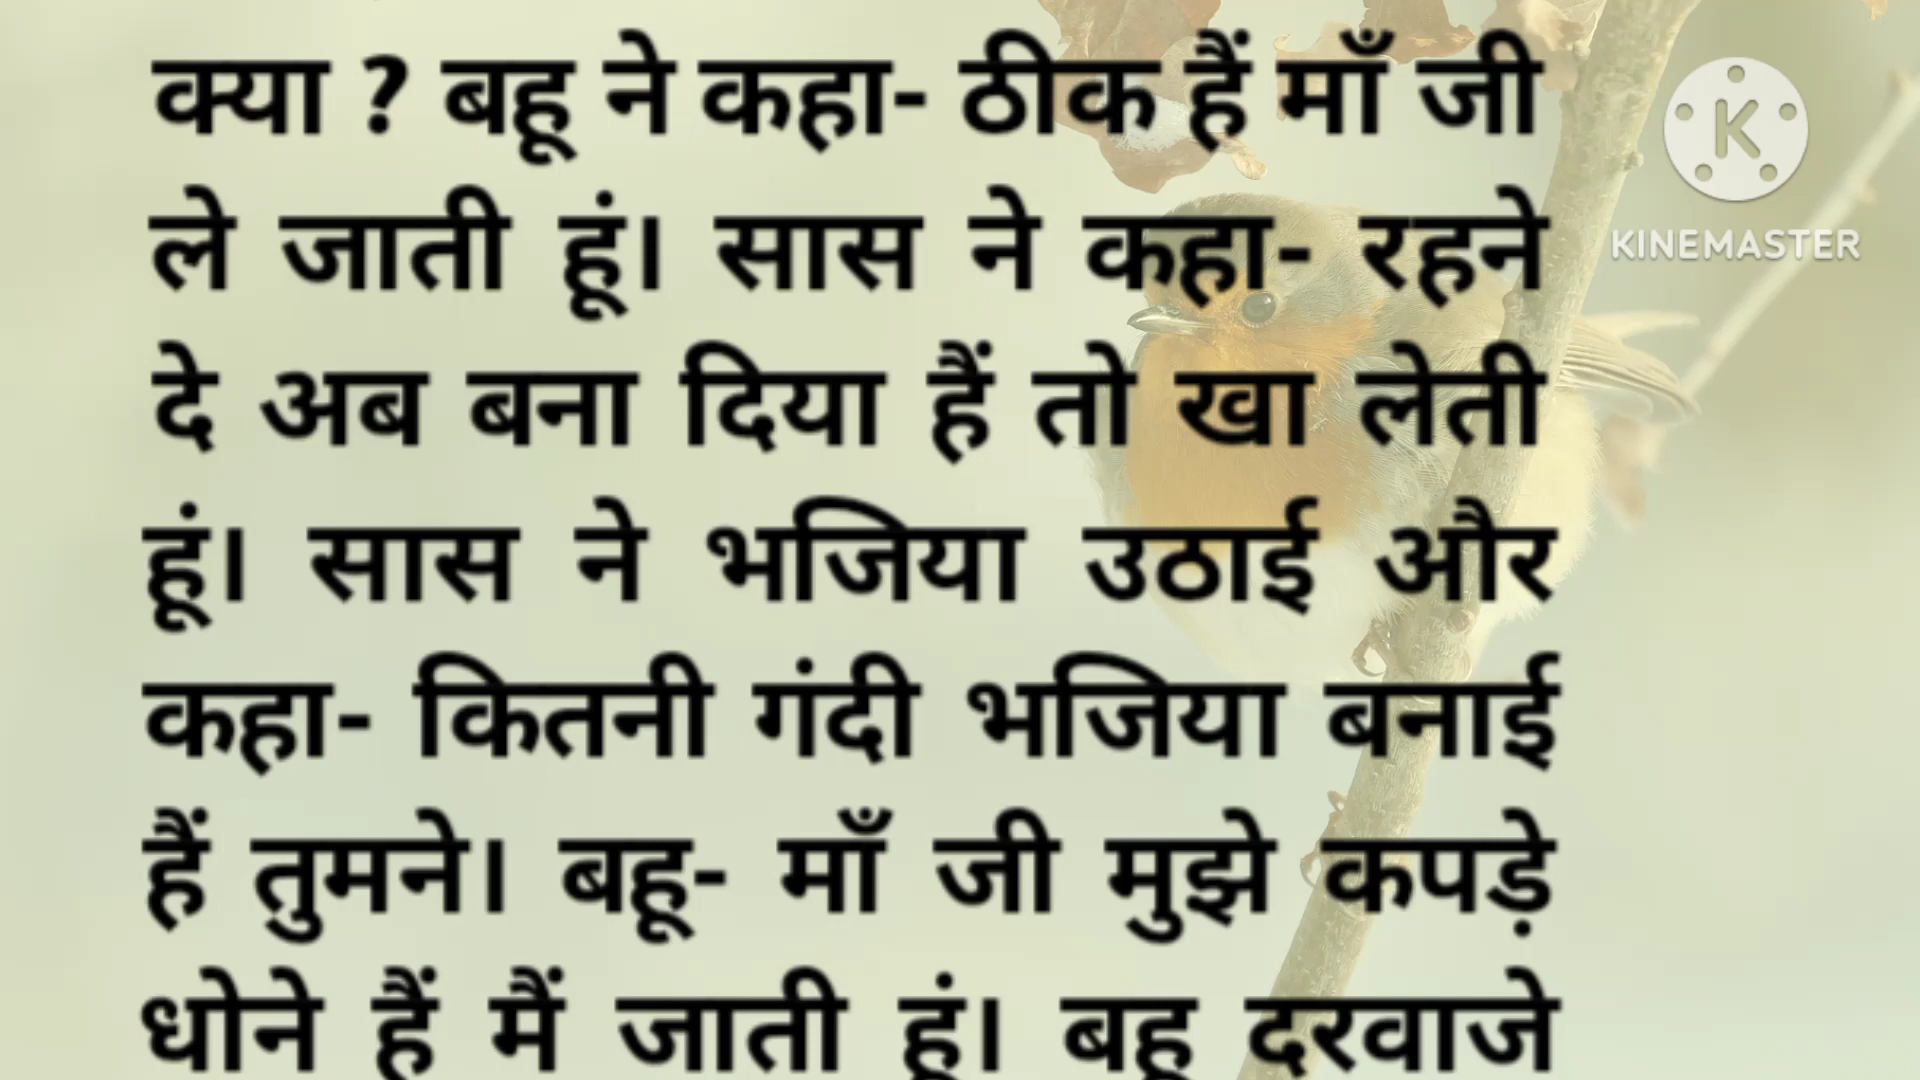 क्या ? बहू ने कहा- ठीक हैं माँ जी
ले जाती हूं। सास ने कहा- रहने
दे अब बना दिया हैं तो खा लेती
हूं। सास ने भजिया उठाई और
कहा- कितनी गंदी भजिया बनाई
हैं तुमने। बहू- माँ जी मुझे कपड़े
धोने हैं मैं जाती हूं। बहू दरवाजे
K
KINEMASTER